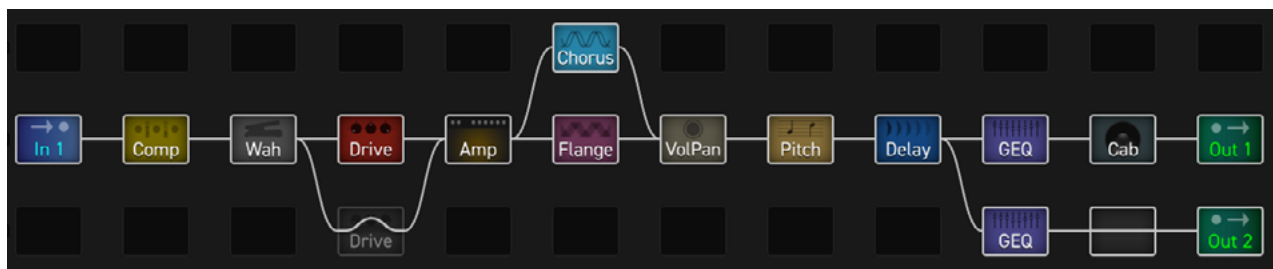 Chorus
In 1
Comp
Wah
Drive
Amp
Flange
VolPan
Pitch
Delay
GEQ
Cab
Out 1
Drive
GEQ
Out 2